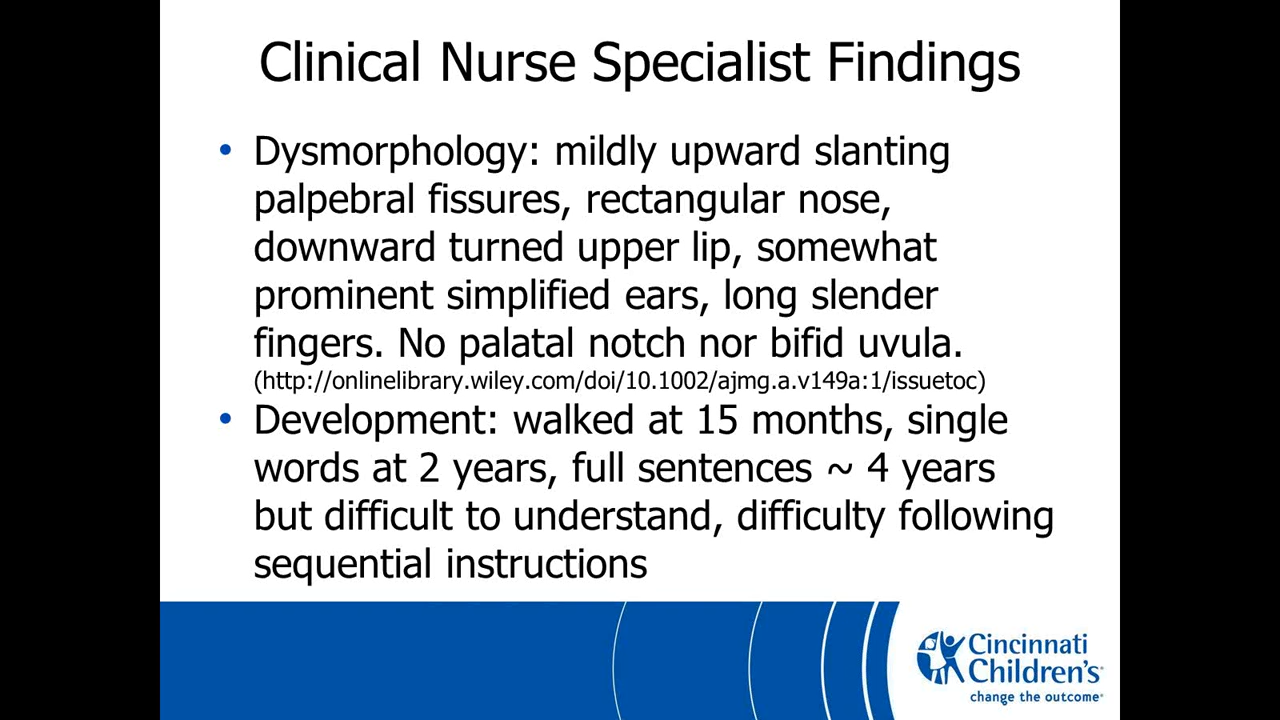 Clinical Nurse Specialist Findings
• Dysmorphology: mildly upward slanting
palpebral fissures, rectangular nose,
downward turned upper lip, somewhat
prominent simplified ears, long slender
fingers. No palatal notch nor bifid uvula.
(http://onlinelibrary.wiley.com/doi/10.1002/ajmg.a.v149a:1/issuetoc)
• Development: walked at 15 months, single
words at 2 years, full sentences ~ 4 years
but difficult to understand, difficulty following
sequential instructions
Cincinnati
Children's
change the outcome